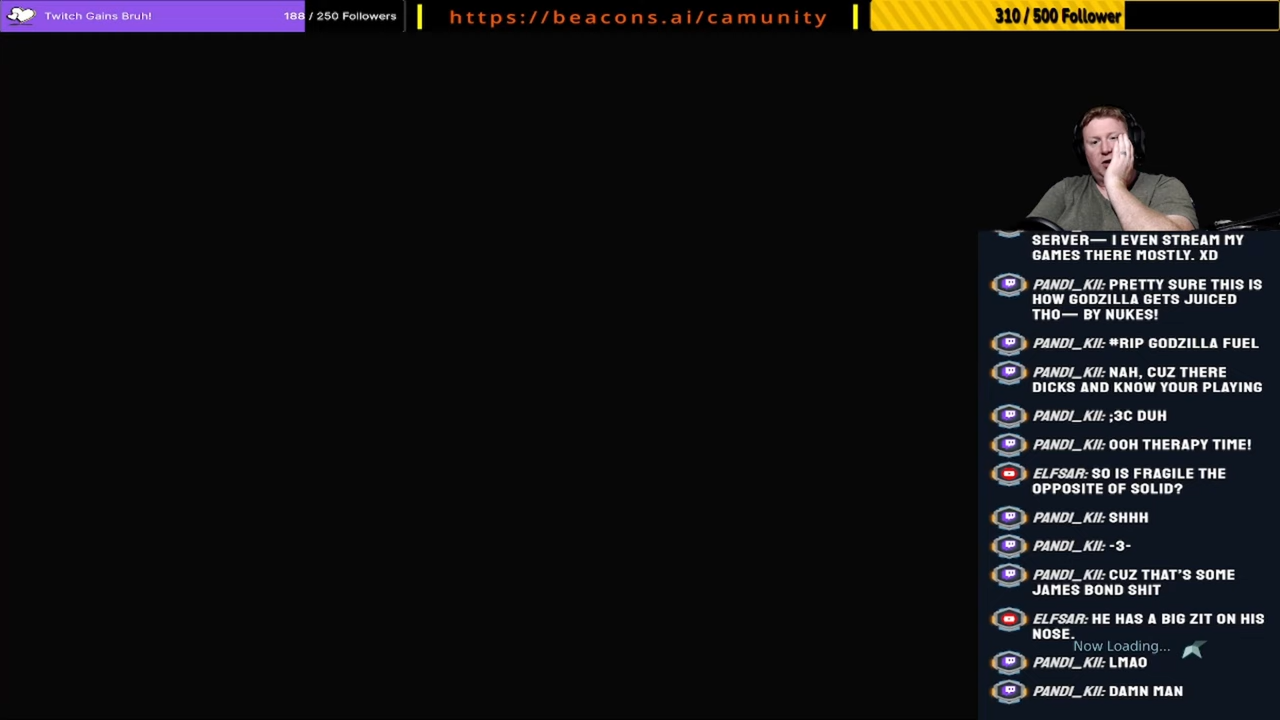 Twitch Gains Bruh!
188 / 250 Followers
https://beacons.ai/camunity
310 / 500 Follower
SERVER— I EVEN STREAM MY
GAMES THERE MOSTLY. XD
PANDI_KII: PRETTY SURE THIS IS
HOW GODZILLA GETS JUICED
THO— BY NUKES!
PANDI_KII: #RIP GODZILLA FUEL
PANDI_KII: NAH, CUZ THERE
DICKS AND KNOW YOUR PLAYING
PANDI_KII: ;3C DUH
PANDI_KII: OOH THERAPY TIME!
ELFSAR: SO IS FRAGILE THE
OPPOSITE OF SOLID?
PANDI_KII: SHHH
PANDI_KII: -3-
PANDI_KII: CUZ THAT'S SOME
JAMES BOND SHIT
ELFSAR: HE HAS A BIG ZIT ON HIS
NOSE.
Now Loading...
PANDI_KII: LMAO
PANDI_KII: DAMN MAN